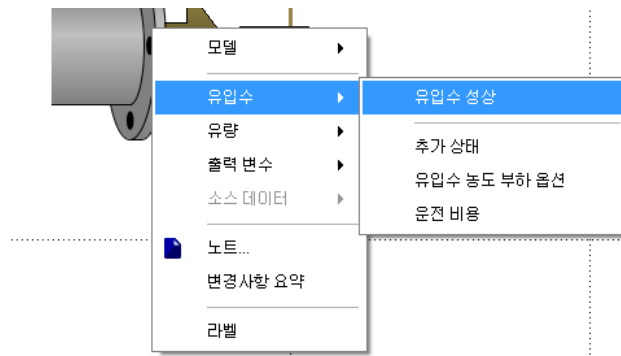 모델
유입수
유량
출력 변수
소스 데이터
노트...
변경사항 요약
라벨
유입수 성상
추가 상태
유입수 농도 부하 옵션
운전 비용